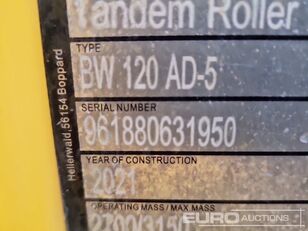 Tandem Roller
TYPE
BW 120 AD-5
SERIAL NUMBER
961880631950
YEAR OF CONSTRUCTION
2021
OPERATING MASS / MAX MASS
Hellerwald, 56154 Boppard
EURO AUCTIONS